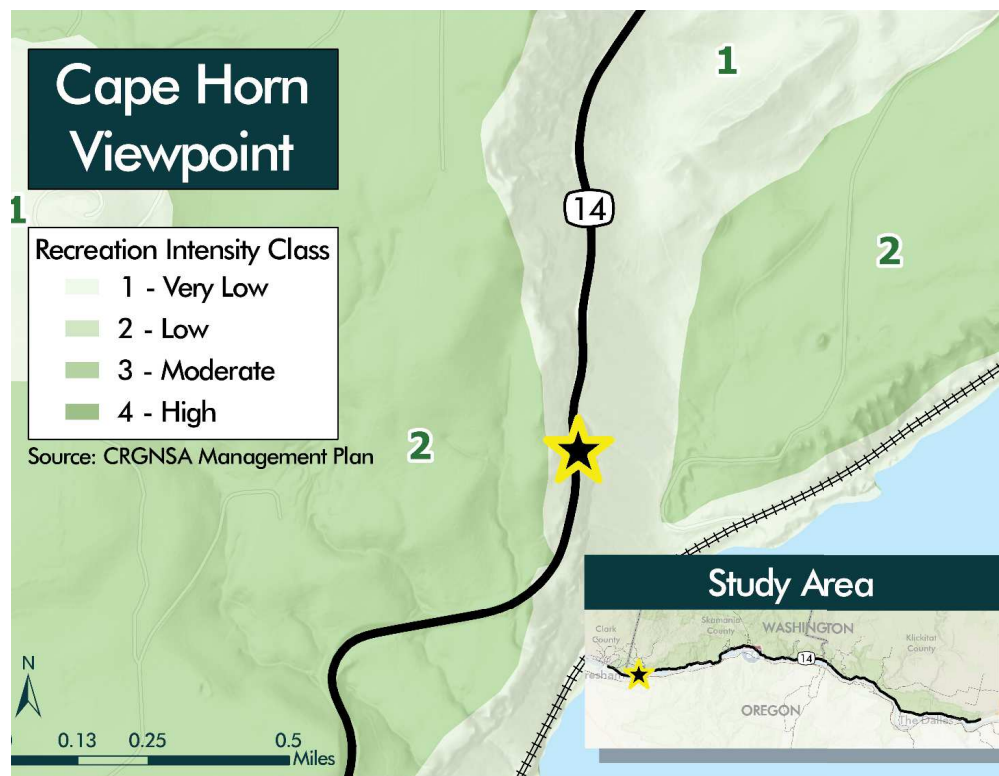 Cape Horn
Viewpoint
1
1
14
2
Recreation Intensity Class
1 - Very Low
2 - Low
3 - Moderate
4 - High
Source: CRGNSA Management Plan
2
Study Area
Clark
County
Skamania
County
WASHINGTON
Klickitat
County
14
resham
OREGON
The Dalles
N
0.13 0.25 0.5
Miles